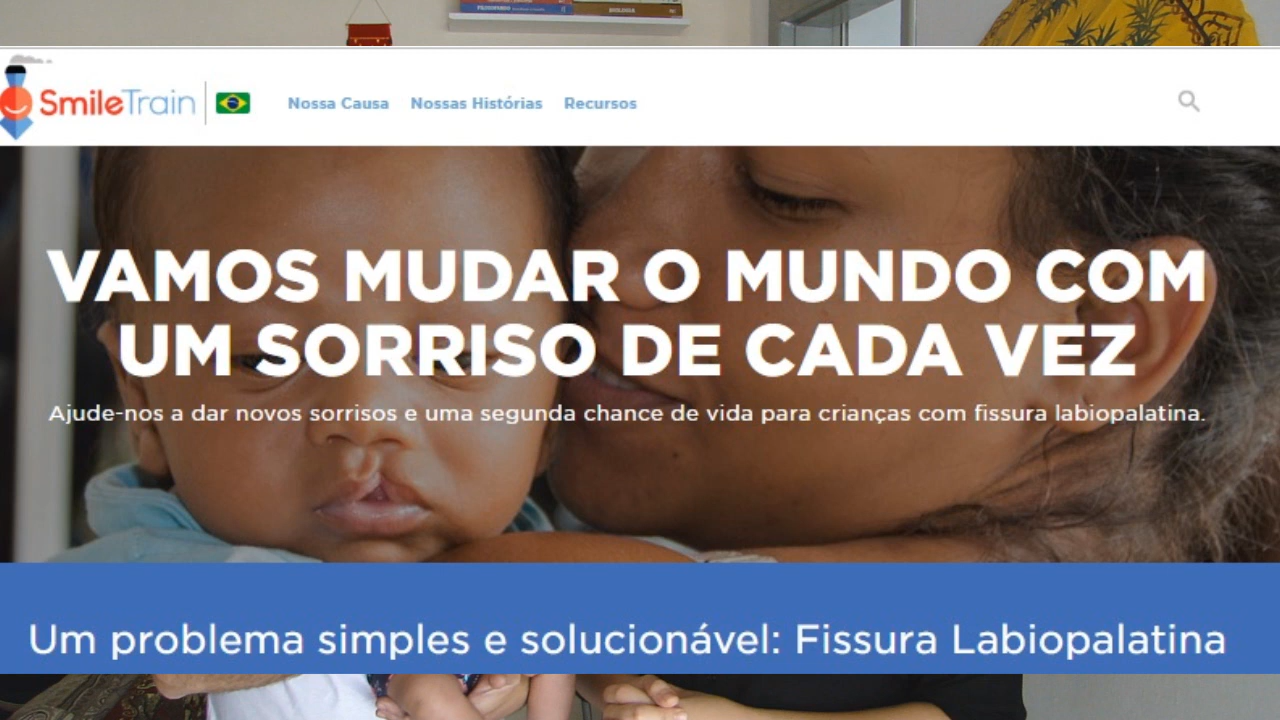 BIOLOGIA
SmileTrain
Nossa Causa
Nossas Histórias
Recursos
VAMOS MUDAR O MUNDO COM
UM SORRISO DE CADA VEZ
Ajude-nos a dar novos sorrisos e uma segunda chance de vida para crianças com fissura labiopalatina.
Um problema simples e solucionável: Fissura Labiopalatina